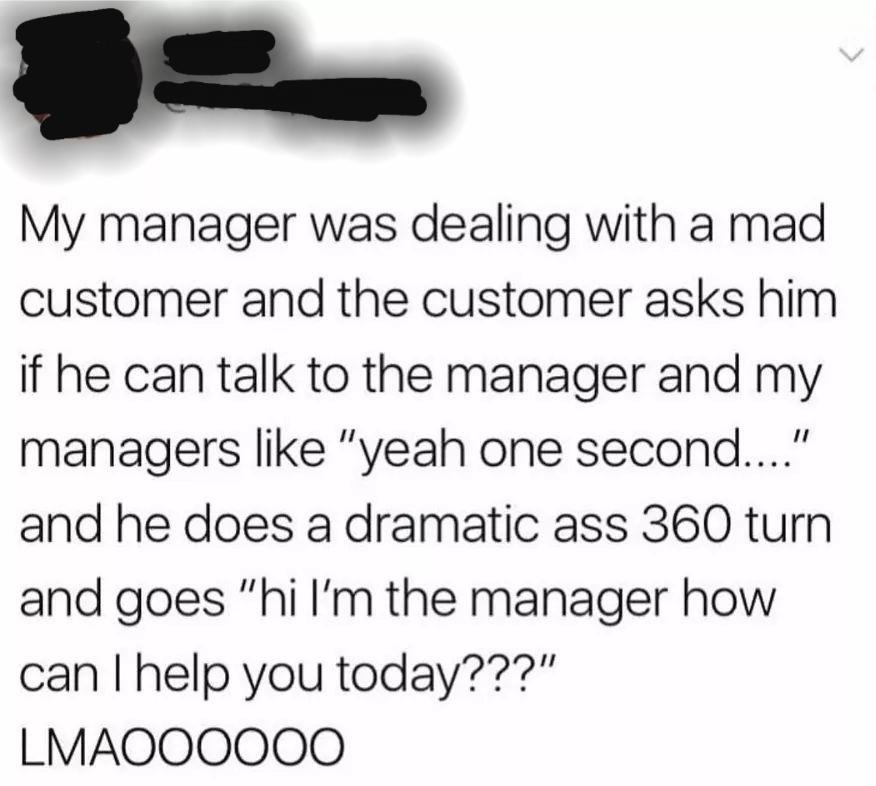 My manager was dealing with a mad
customer and the customer asks him
if he can talk to the manager and my
managers like "yeah one second...."
and he does a dramatic ass 360 turn
and goes "hi I'm the manager how
can I help you today???"
LMAOOOOOO